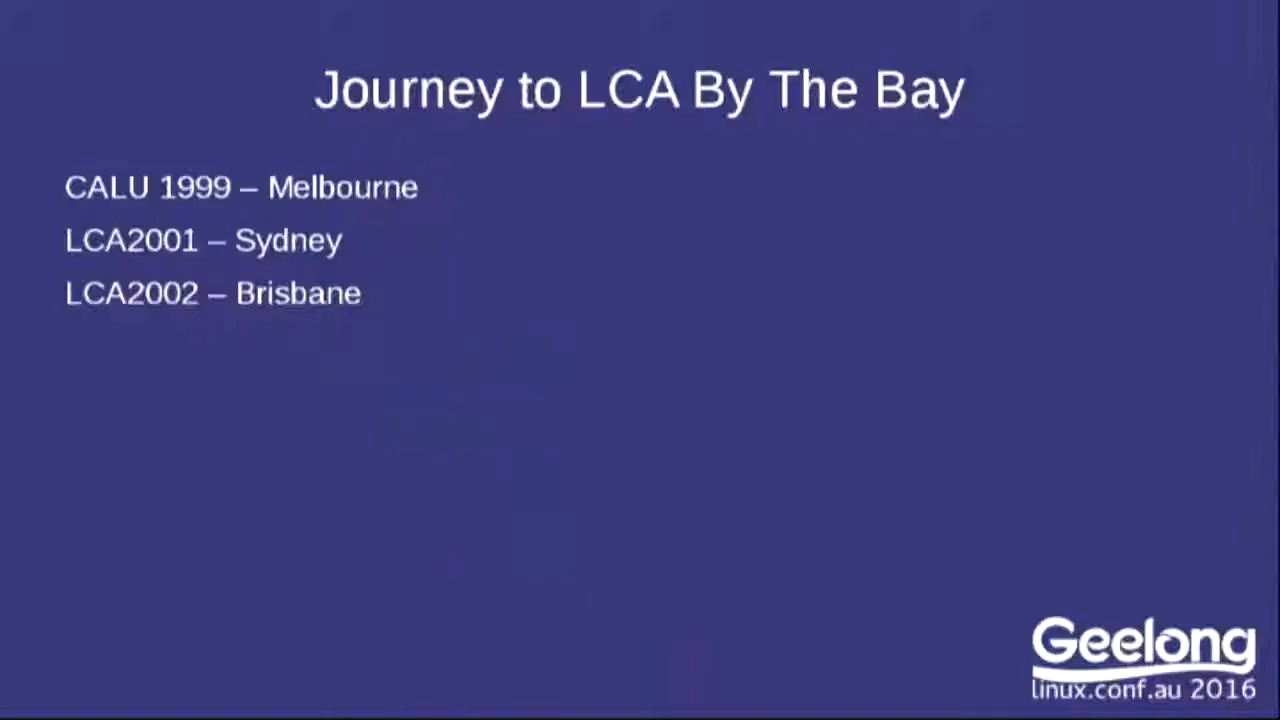 Journey to LCA By The Bay
CALU 1999 – Melbourne
LCA2001 – Sydney
LCA2002 – Brisbane
Geelong
linux.conf.au 2016